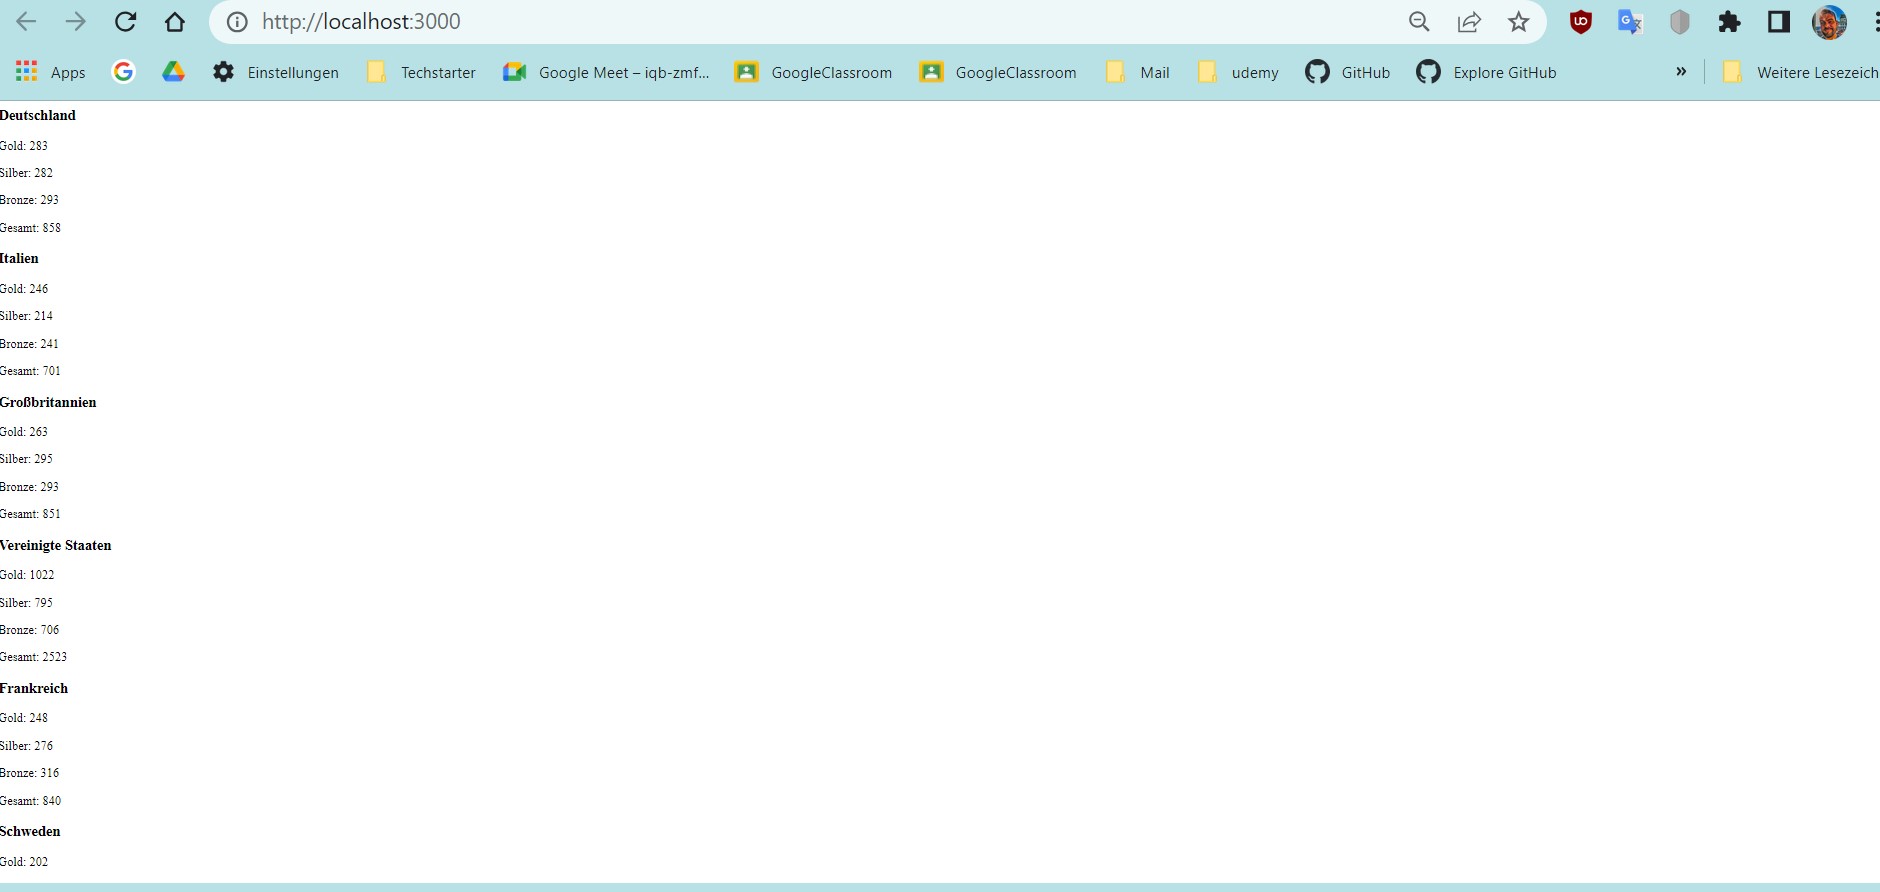 http://localhost:3000
Apps Einstellungen Techstarter Google Meet – iqb-zmf... GoogleClassroom GoogleClassroom Mail udemy GitHub Explore GitHub » Weitere Lesezeich
Deutschland
Gold: 283
Silber: 282
Bronze: 293
Gesamt: 858
Italien
Gold: 246
Silber: 214
Bronze: 241
Gesamt: 701
Großbritannien
Gold: 263
Silber: 295
Bronze: 293
Gesamt: 851
Vereinigte Staaten
Gold: 1022
Silber: 795
Bronze: 706
Gesamt: 2523
Frankreich
Gold: 248
Silber: 276
Bronze: 316
Gesamt: 840
Schweden
Gold: 202